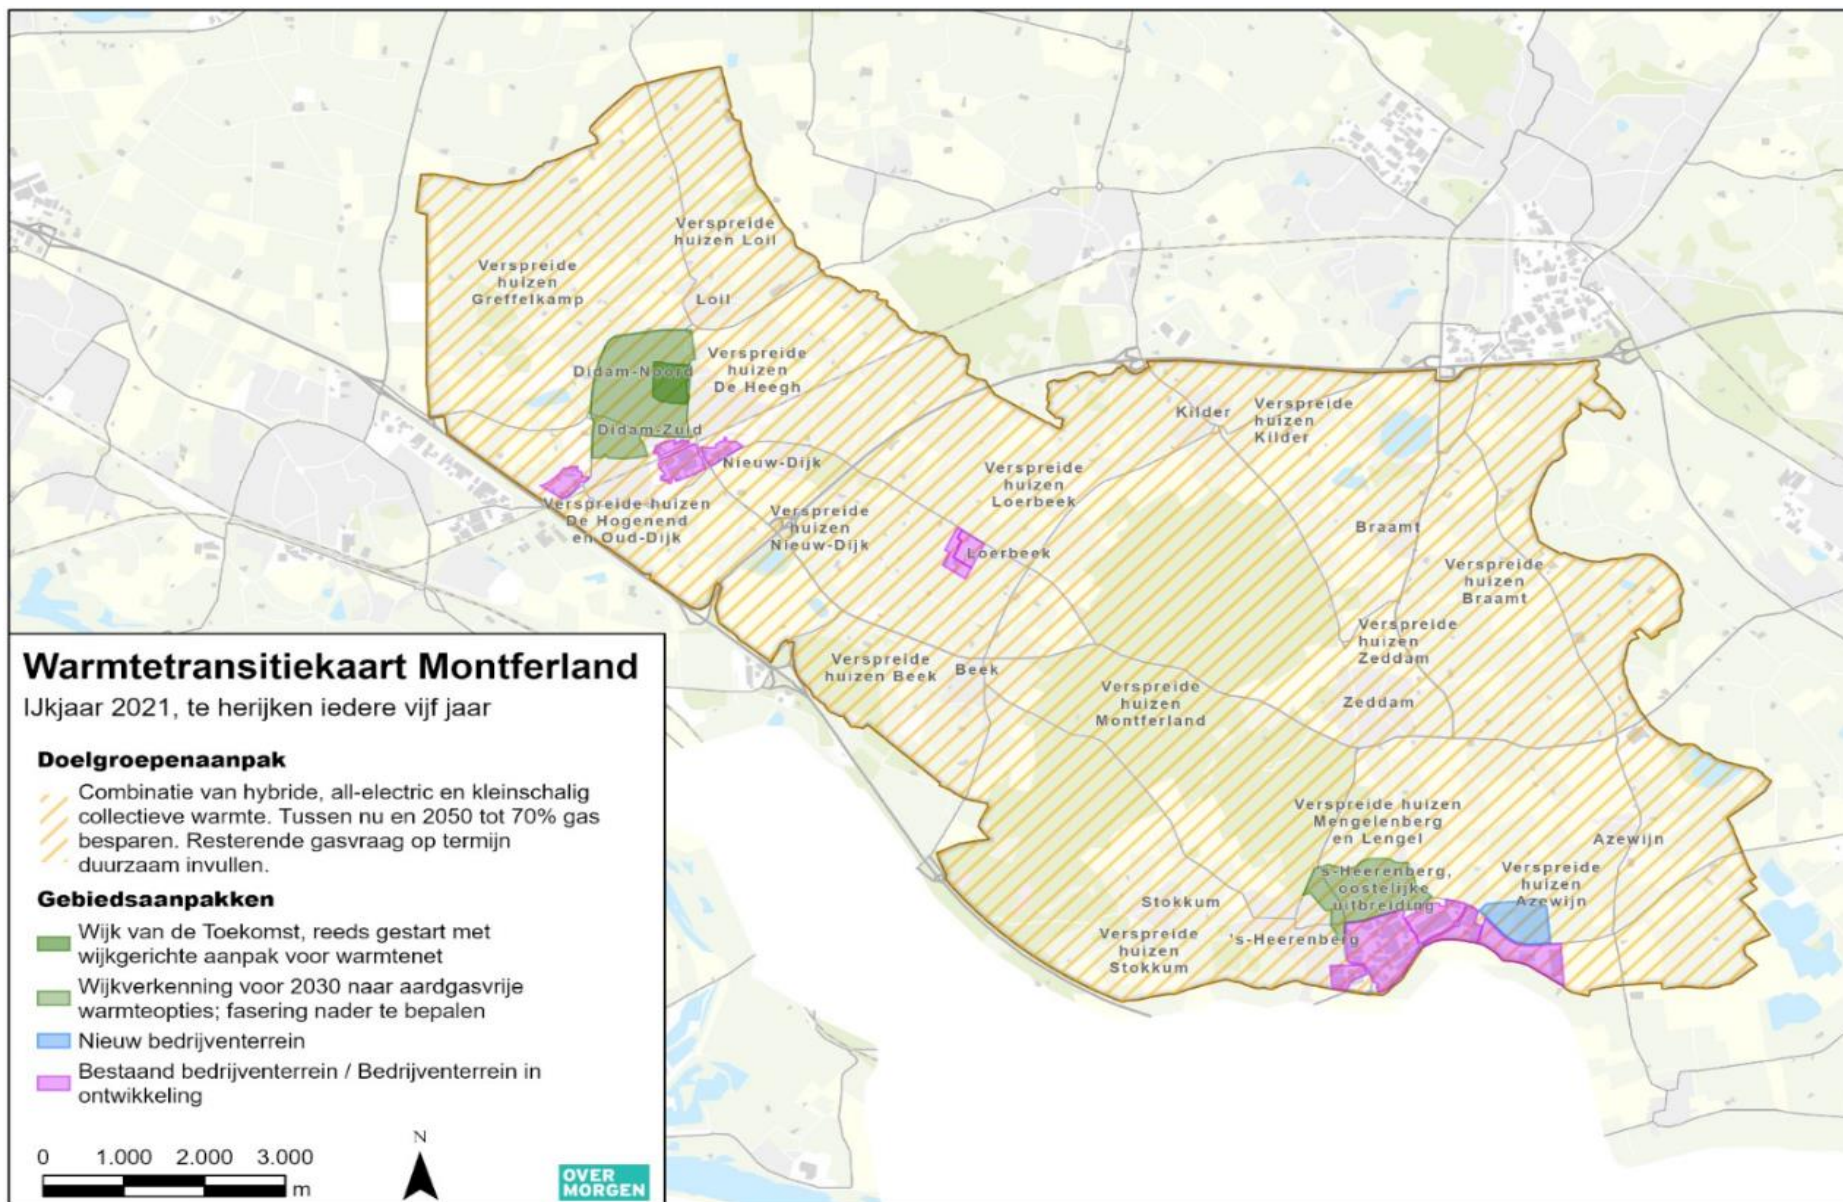 Verspreide
huizen Loil
Verspreide
huizen
Greffelkamp
Loil
Verspreide
huizen
De Heegh
Didam-Noord
Didam-Zuid
Nieuw-Dijk
Verspreide huizen
De Hogenend
en Oud-Dijk
Verspreide
huizen
Nieuw-Dijk
Verspreide
huizen
Loerbeek
Loerbeek
Kilder
Verspreide
huizen
Kilder
Braamt
Verspreide
huizen
Braamt
Verspreide
huizen
Zeddam
Zeddam
Verspreide
huizen Beek
Beek
Verspreide
huizen
Montferland
Verspreide huizen
Mengelenberg
en Lengel
Azewijn
Verspreide
huizen
Azewijn
's-Heerenberg,
oostelijke
uitbreiding
Stokkum
's-Heerenberg
Verspreide
huizen
Stokkum
Warmtetransitiekaart Montferland
IJkjaar 2021, te herijken iedere vijf jaar
Doelgroepenaanpak
Combinatie van hybride, all-electric en kleinschalig
collectieve warmte. Tussen nu en 2050 tot 70% gas
besparen. Resterende gasvraag op termijn
duurzaam invullen.
Gebiedsaanpakken
Wijk van de Toekomst, reeds gestart met
wijkgerichte aanpak voor warmtenet
Wijkverkenning voor 2030 naar aardgasvrije
warmteopties; fasering nader te bepalen
Nieuw bedrijventerrein
Bestaand bedrijventerrein / Bedrijventerrein in
ontwikkeling
0 1.000 2.000 3.000
m
N
OVER
MORGEN